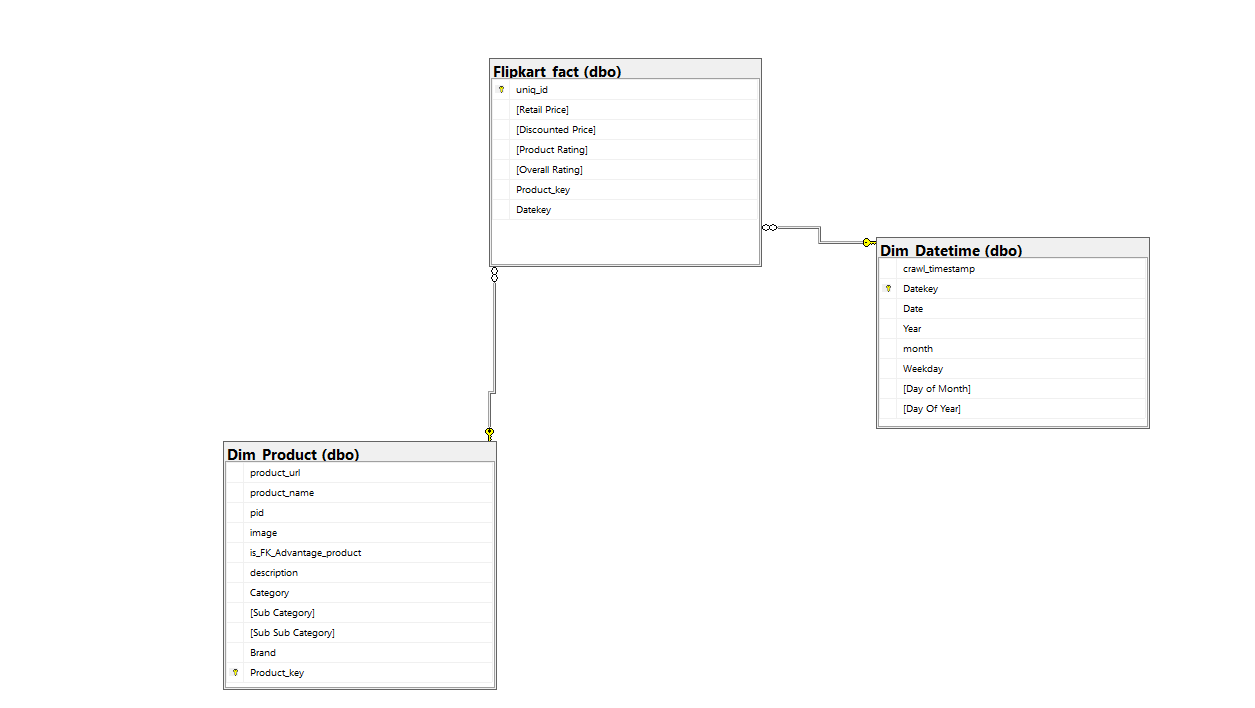 Flipkart_fact (dbo)
uniq_id
[Retail Price]
[Discounted Price]
[Product Rating]
[Overall Rating]
Product_key
Datekey
Dim_Datetime (dbo)
crawl_timestamp
Datekey
Date
Year
month
Weekday
[Day of Month]
[Day Of Year]
Dim_Product (dbo)
product_url
product_name
pid
image
is_FK_Advantage_product
description
Category
[Sub Category]
[Sub Sub Category]
Brand
Product_key